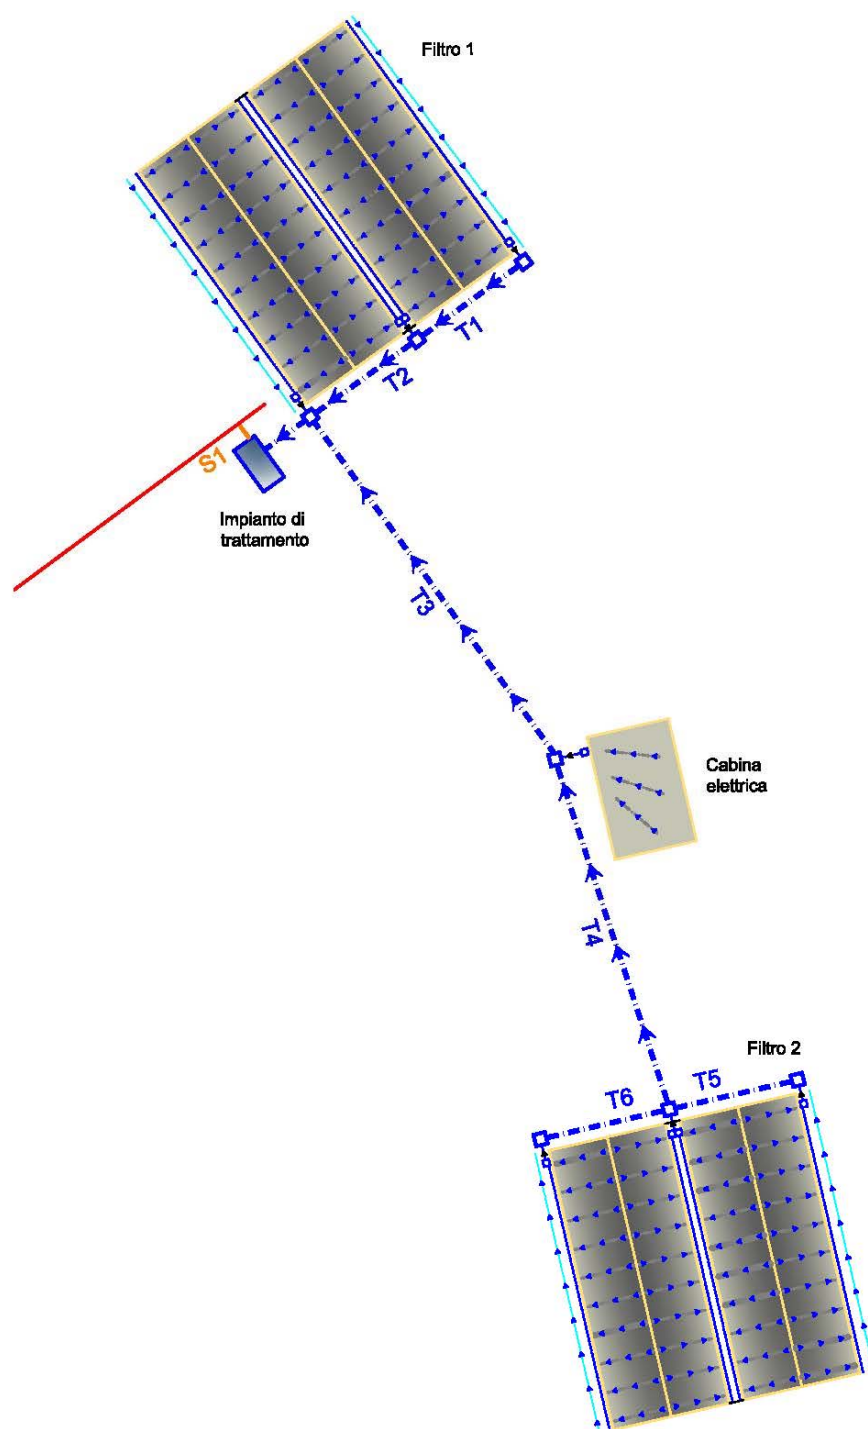 Filtro 1
T1
T2
S1
Impianto di
trattamento
T3
Cabina
elettrica
T4
Filtro 2
T5
T6